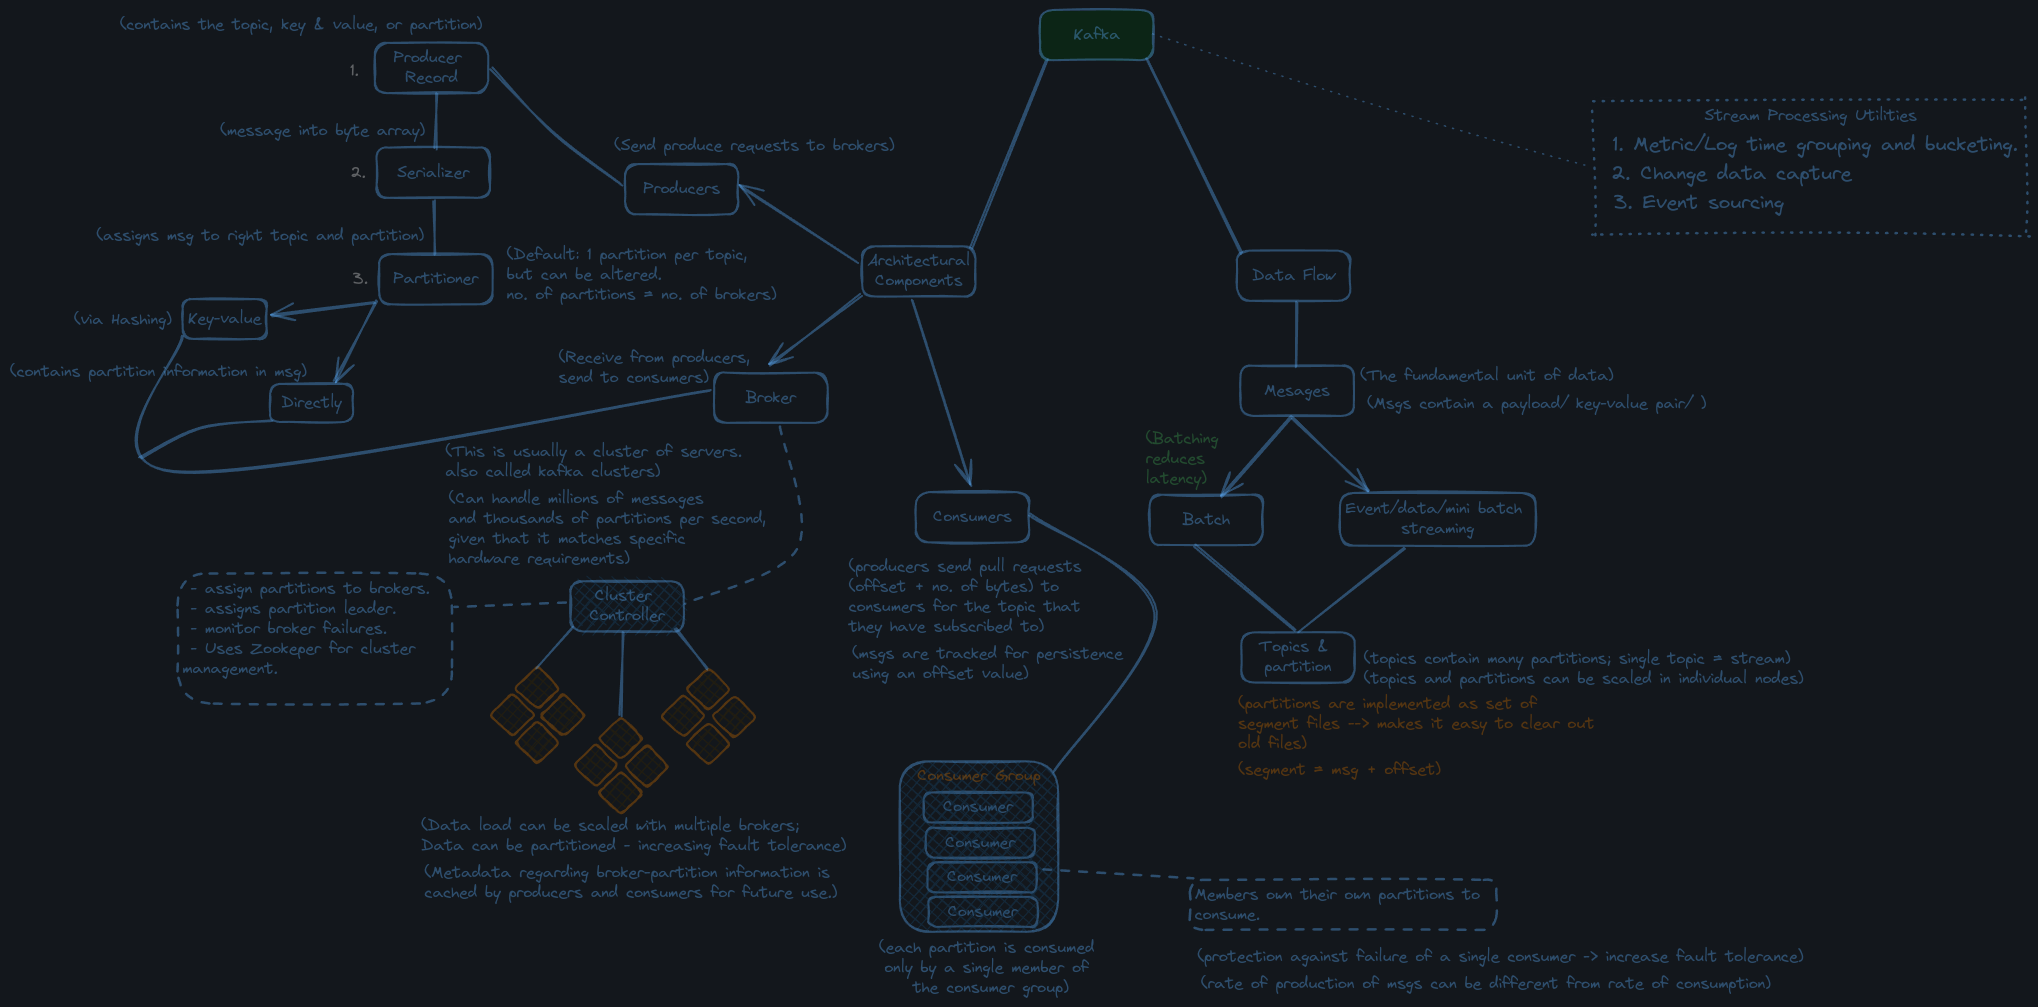 Kafka
Stream Processing Utilities
1. Metric/Log time grouping and bucketing.
2. Change data capture
3. Event sourcing
(contains the topic, key & value, or partition)
1.
Producer
Record
(message into byte array)
2.
Serializer
(assigns msg to right topic and partition)
3.
Partitioner
(Default: 1 partition per topic,
but can be altered.
no. of partitions = no. of brokers)
(via Hashing)
Key-value
(contains partition information in msg)
Directly
(Send produce requests to brokers)
Producers
Architectural
Components
(Receive from producers,
send to consumers)
Broker
(This is usually a cluster of servers.
also called kafka clusters)
(Can handle millions of messages
and thousands of partitions per second,
given that it matches specific
hardware requirements)
- assign partitions to brokers.
- assigns partition leader.
- monitor broker failures.
- Uses Zookeper for cluster
management.
Cluster
Controller
(Data load can be scaled with multiple brokers;
Data can be partitioned - increasing fault tolerance)
(Metadata regarding broker-partition information is
cached by producers and consumers for future use.)
Consumers
(producers send pull requests
(offset + no. of bytes) to
consumers for the topic that
they have subscribed to)
(msgs are tracked for persistence
using an offset value)
Consumer Group
Consumer
Consumer
Consumer
Consumer
(each partition is consumed
only by a single member of
the consumer group)
Members own their own partitions to
consume.
(protection against failure of a single consumer -> increase fault tolerance)
(rate of production of msgs can be different from rate of consumption)
Data Flow
Mesages
(The fundamental unit of data)
(Msgs contain a payload/ key-value pair/ )
(Batching
reduces
latency)
Batch
Event/data/mini batch
streaming
Topics &
partition
(topics contain many partitions; single topic = stream)
(topics and partitions can be scaled in individual nodes)
(partitions are implemented as set of
segment files --> makes it easy to clear out
old files)
(segment = msg + offset)